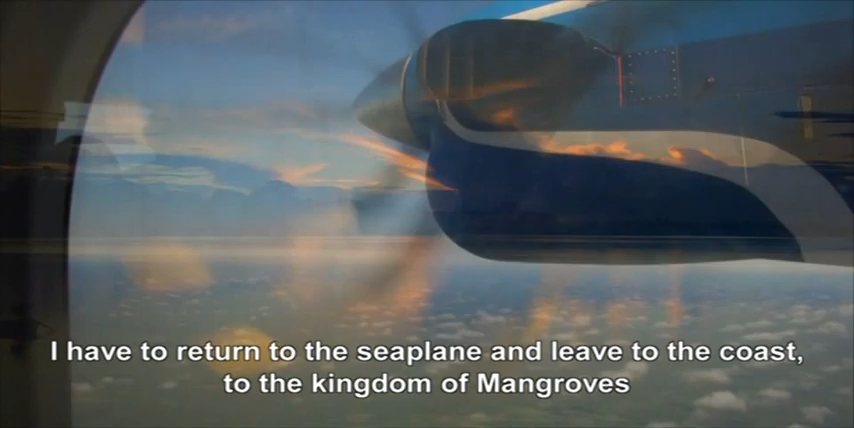 I have to return to the seaplane and leave to the coast,
to the kingdom of Mangroves